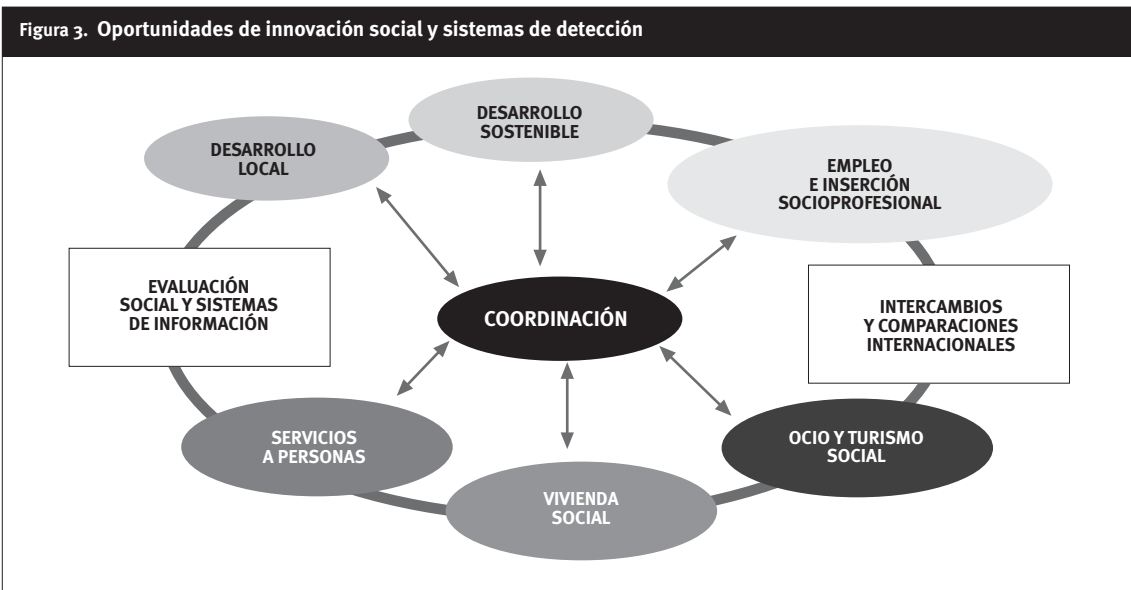 Figura 3. Oportunidades de innovación social y sistemas de detección
DESARROLLO
SOSTENIBLE
DESARROLLO
LOCAL
EMPLEO
E INSERCIÓN
SOCIOPROFESIONAL
EVALUACIÓN
SOCIAL Y SISTEMAS
DE INFORMACIÓN
COORDINACIÓN
INTERCAMBIOS
Y COMPARACIONES
INTERNACIONALES
SERVICIOS
A PERSONAS
OCIO Y TURISMO
SOCIAL
VIVIENDA
SOCIAL